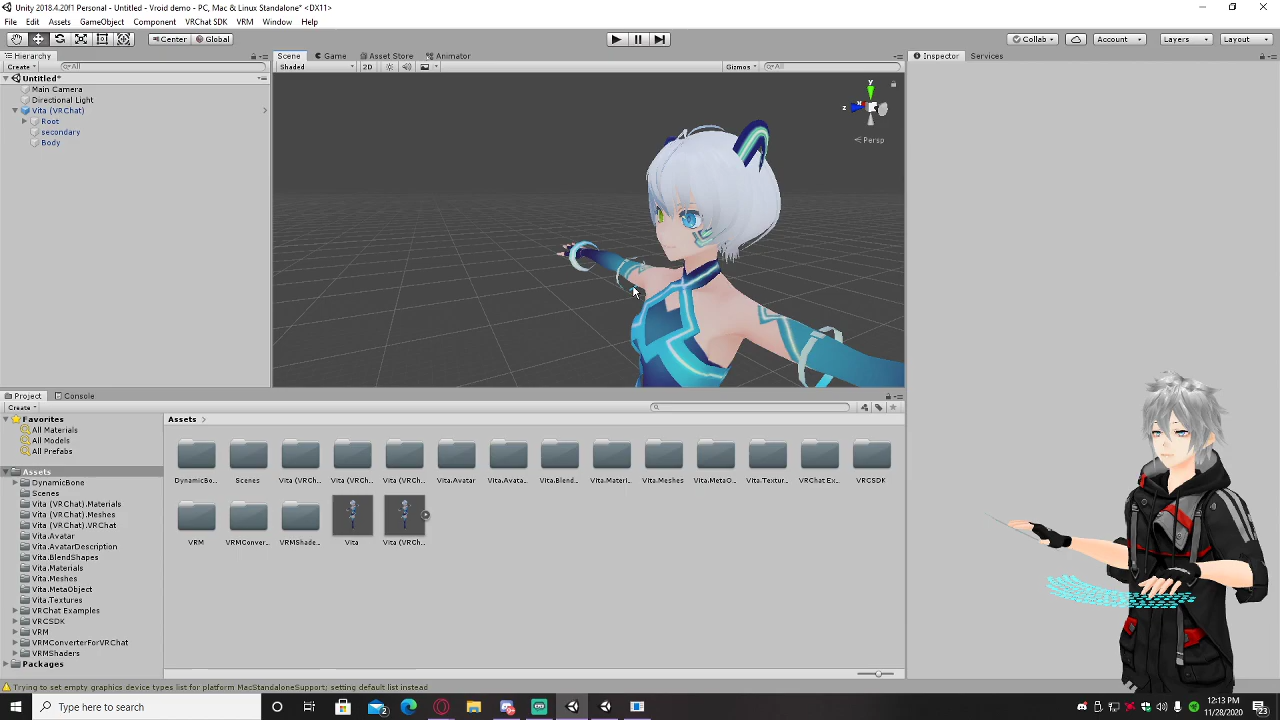 Unity 2018.4.20f1 Personal - Untitled - Vroid demo - PC, Mac & Linux Standalone* <DX11>
File Edit Assets GameObject Component VRChat SDK VRM Window Help
Center Global Collab Account Layers Layout
Hierarchy
Create All
Untitled*
Main Camera
Directional Light
Vita (VRChat)
Root
secondary
Body
Scene Game Asset Store Animator
Shaded 2D Gizmos All
y
x
z
Persp
Inspector Services
Project Console
Create
Favorites
All Materials
All Models
All Prefabs
Assets
DynamicBone
Scenes
Vita (VRChat).Materials
Vita (VRChat).Meshes
Vita (VRChat).VRChat
Vita.Avatar
Vita.AvatarDescription
Vita.BlendShapes
Vita.Materials
Vita.Meshes
Vita.MetaObject
Vita.Textures
VRChat Examples
VRCSDK
VRM
VRMConverterForVRChat
VRMShaders
Packages
Assets
DynamicBo... Scenes Vita (VRCh... Vita (VRCh... Vita (VRCh... Vita.Avatar Vita.Avata... Vita.Blend... Vita.Materi... Vita.Meshes Vita.MetaO... Vita.Textur... VRChat Ex... VRCSDK
VRM VRMConver... VRMShade... Vita Vita (VRCh...
Trying to set empty graphics device types list for platform MacStandaloneSupport; setting default list instead
Type here to search
12:13 PM
11/28/2020